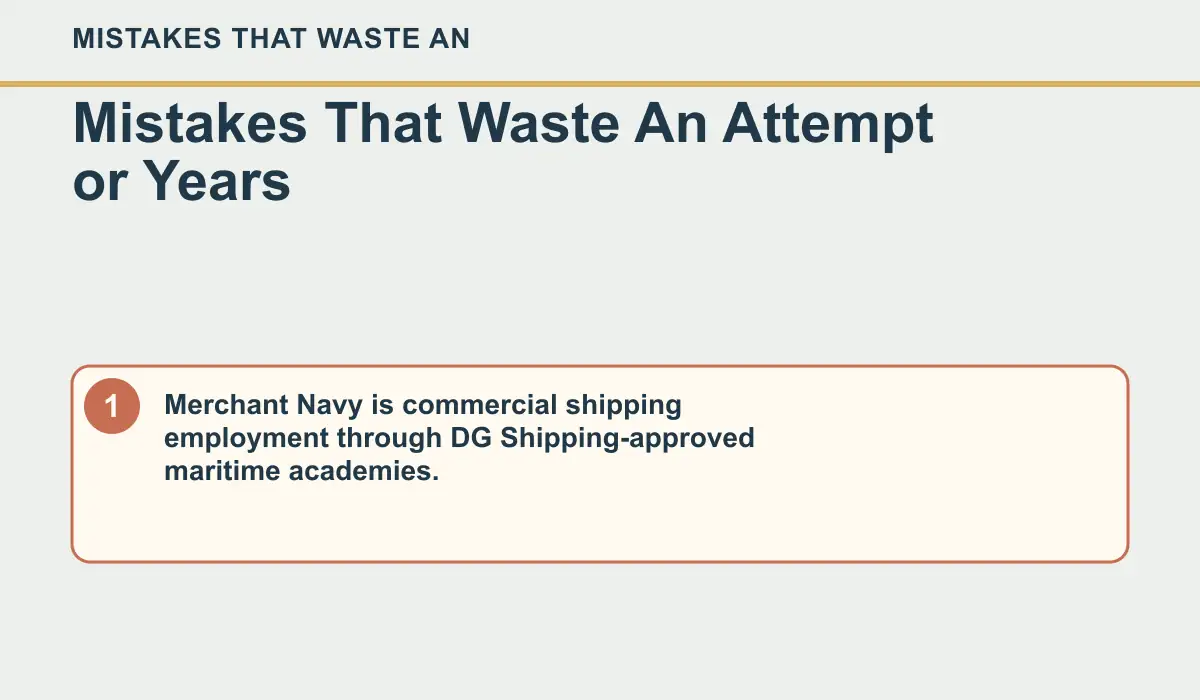 MISTAKES THAT WASTE AN
Mistakes That Waste An Attempt
or Years
1
Merchant Navy is commercial shipping
employment through DG Shipping-approved
maritime academies.